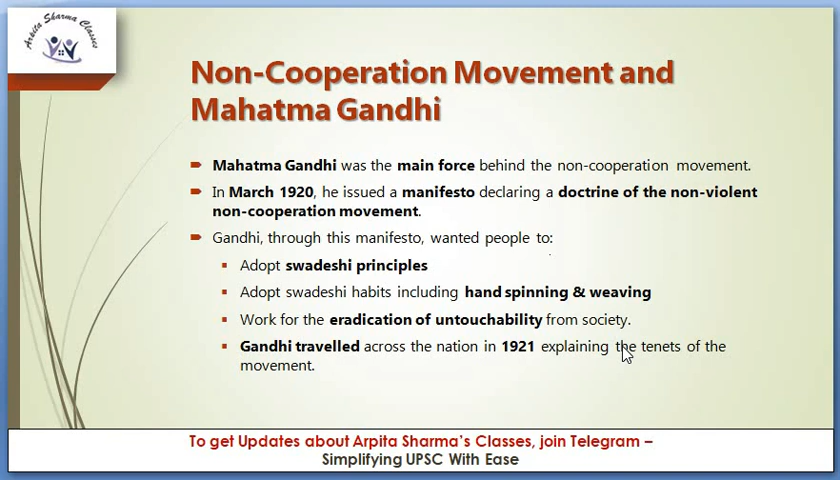 Arpita Sharma Classes
Non-Cooperation Movement and
Mahatma Gandhi
Mahatma Gandhi was the main force behind the non-cooperation movement.
In March 1920, he issued a manifesto declaring a doctrine of the non-violent
non-cooperation movement.
Gandhi, through this manifesto, wanted people to:
Adopt swadeshi principles
Adopt swadeshi habits including hand spinning & weaving
Work for the eradication of untouchability from society.
Gandhi travelled across the nation in 1921 explaining the tenets of the
movement.
To get Updates about Arpita Sharma's Classes, join Telegram –
Simplifying UPSC With Ease